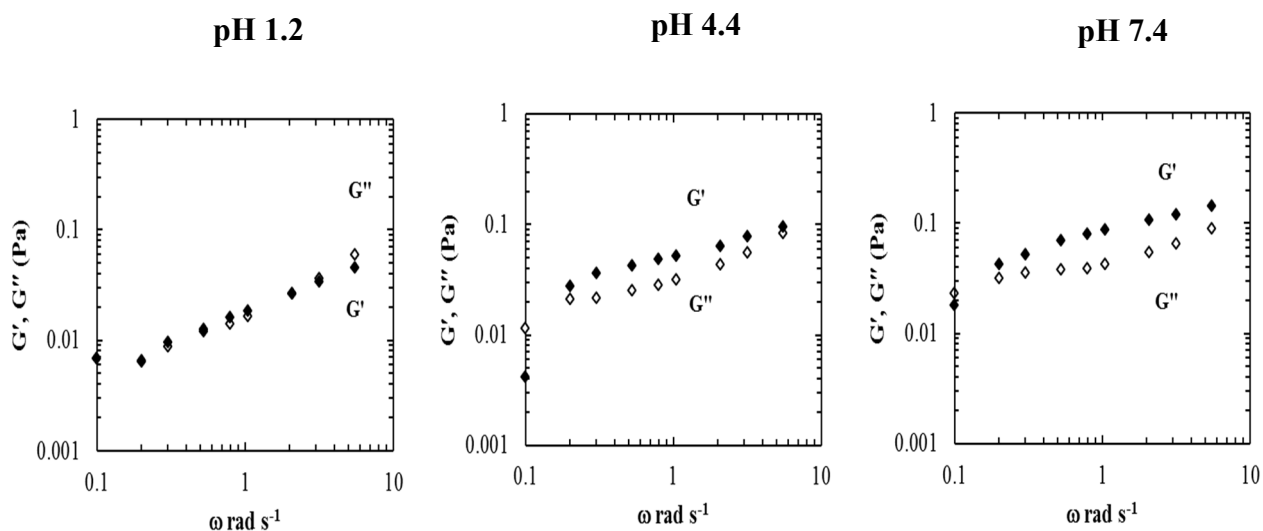 pH 1.2
pH 4.4
pH 7.4
G′, G″ (Pa)
1
0.1
0.01
0.001
G"
G'
0.1
1
10
ω rad s⁻¹
G′, G″ (Pa)
1
0.1
0.01
0.001
G'
G"
0.1
1
10
ω rad s⁻¹
G′, G″ (Pa)
1
0.1
0.01
0.001
G'
G"
0.1
1
10
ω rad s⁻¹